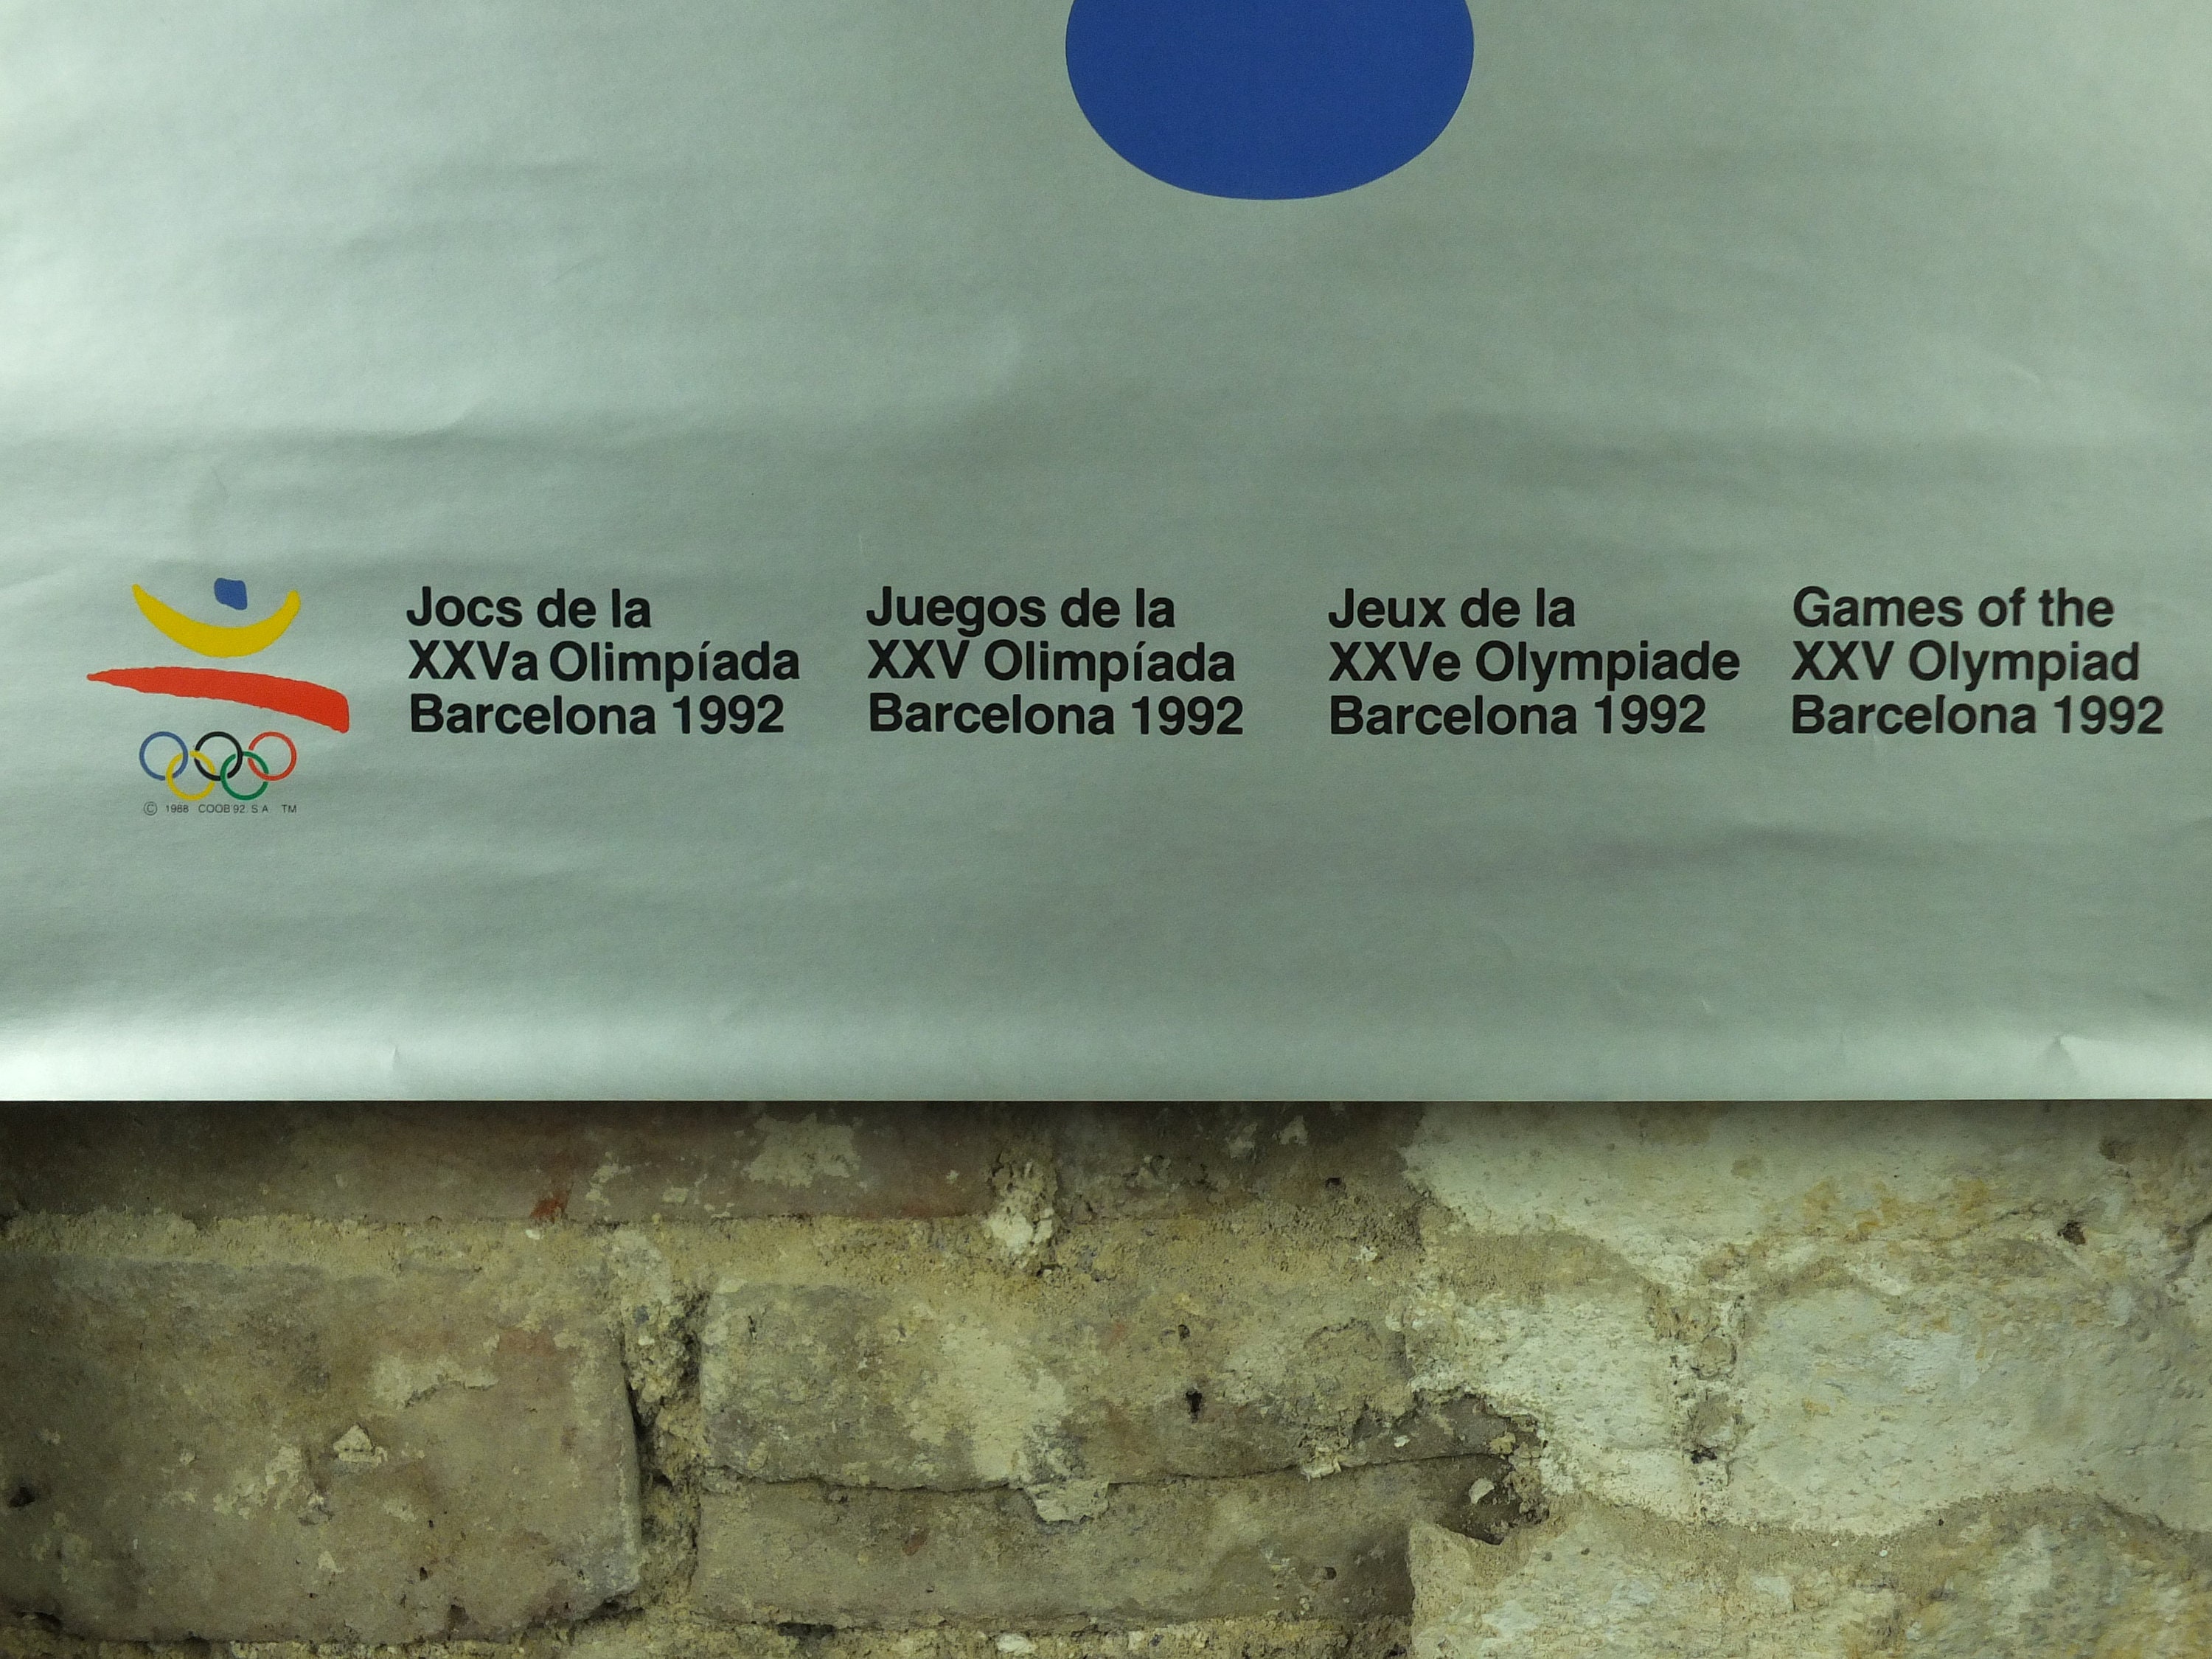 Jocs de la
XXVa Olimpíada
Barcelona 1992
Juegos de la
XXV Olimpíada
Barcelona 1992
Jeux de la
XXVe Olympiade
Barcelona 1992
Games of the
XXV Olympiad
Barcelona 1992
© 1988 COOB'92. S A TM